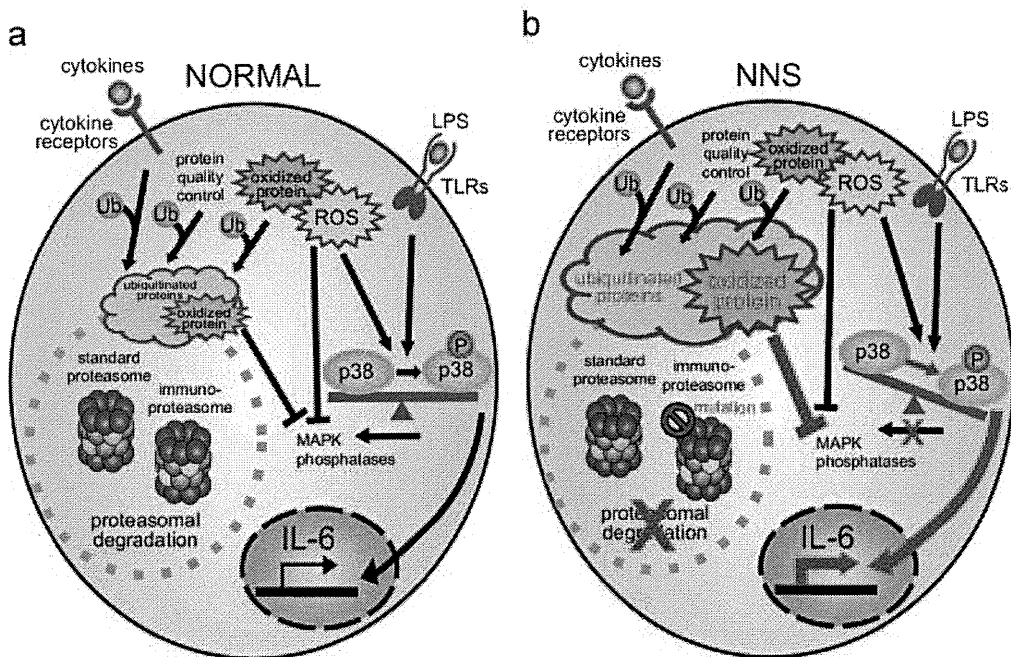 a
NORMAL
cytokines
cytokine
receptors
protein
quality
control
oxidized
protein
ROS
LPS
TLRs
Ub
Ub
Ub
ubiquitinated
proteins
oxidized
protein
standard
proteasome
immuno-
proteasome
proteasomal
degradation
p38
P
p38
MAPK
phosphatases
IL-6
b
NNS
cytokines
cytokine
receptors
protein
quality
control
oxidized
protein
ROS
LPS
TLRs
Ub
Ub
Ub
ubiquitinated
proteins
oxidized
protein
standard
proteasome
immuno-
proteasome
mutation
proteasomal
degradation
p38
P
p38
MAPK
phosphatases
IL-6